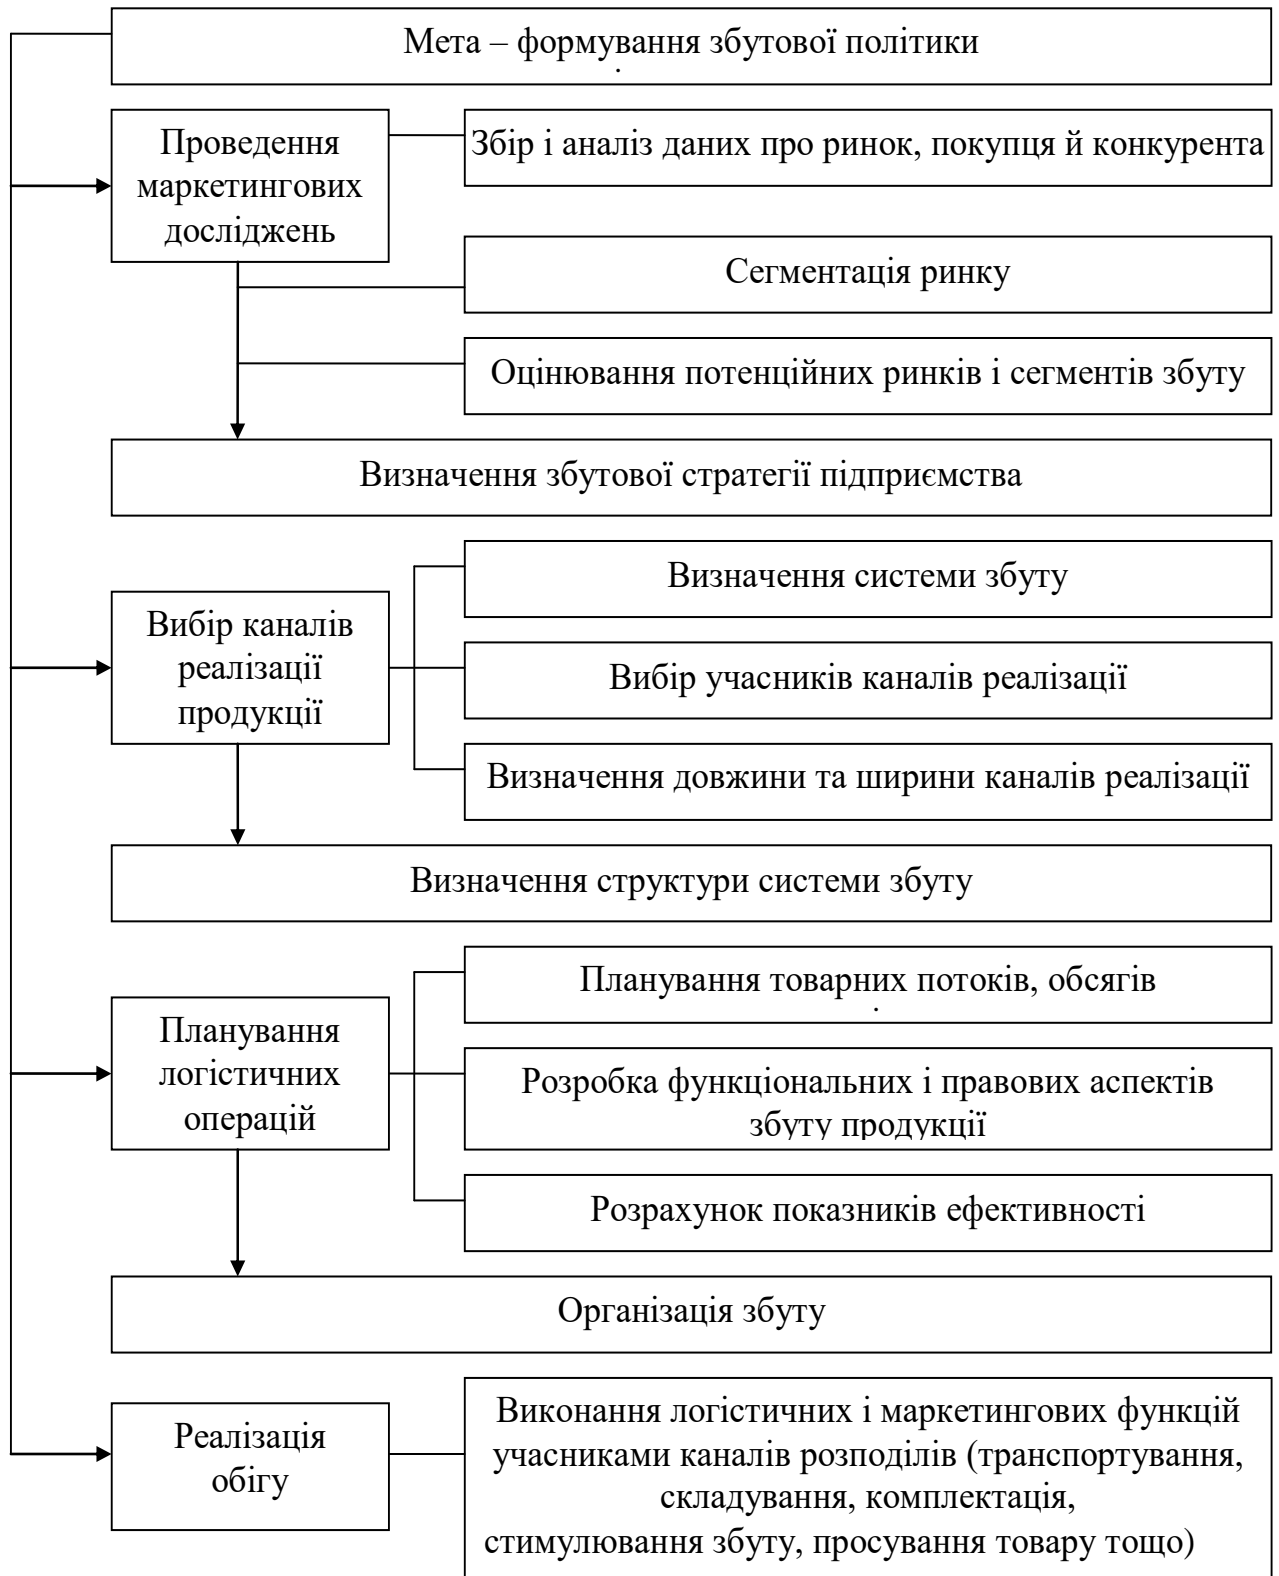 Мета – формування збутової політики
Проведення
маркетингових
досліджень
Збір і аналіз даних про ринок, покупця й конкурента
Сегментація ринку
Оцінювання потенційних ринків і сегментів збуту
Визначення збутової стратегії підприємства
Вибір каналів
реалізації
продукції
Визначення системи збуту
Вибір учасників каналів реалізації
Визначення довжини та ширини каналів реалізації
Визначення структури системи збуту
Планування
логістичних
операцій
Планування товарних потоків, обсягів
Розробка функціональних і правових аспектів
збуту продукції
Розрахунок показників ефективності
Організація збуту
Реалізація
обігу
Виконання логістичних і маркетингових функцій
учасниками каналів розподілів (транспортування,
складування, комплектація,
стимулювання збуту, просування товару тощо)